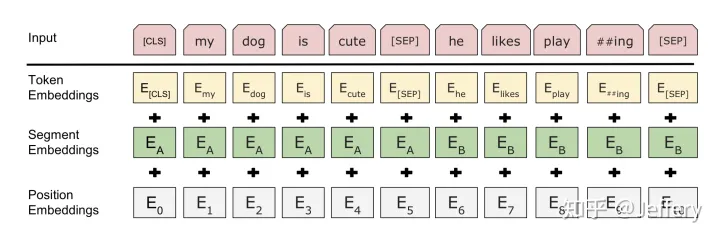 Input [CLS] my dog is cute [SEP] he likes play ##ing [SEP]
Token Embeddings E[CLS] Emy Edog Eis Ecute E[SEP] Ehe Elikes Eplay E##ing E[SEP]
+ + + + + + + + + + +
Segment Embeddings EA EA EA EA EA EA EB EB EB EB EB
+ + + + + + + + + + +
Position Embeddings E0 E1 E2 E3 E4 E5 E6 E7 E8 E9 E10
知乎 @Jeffery